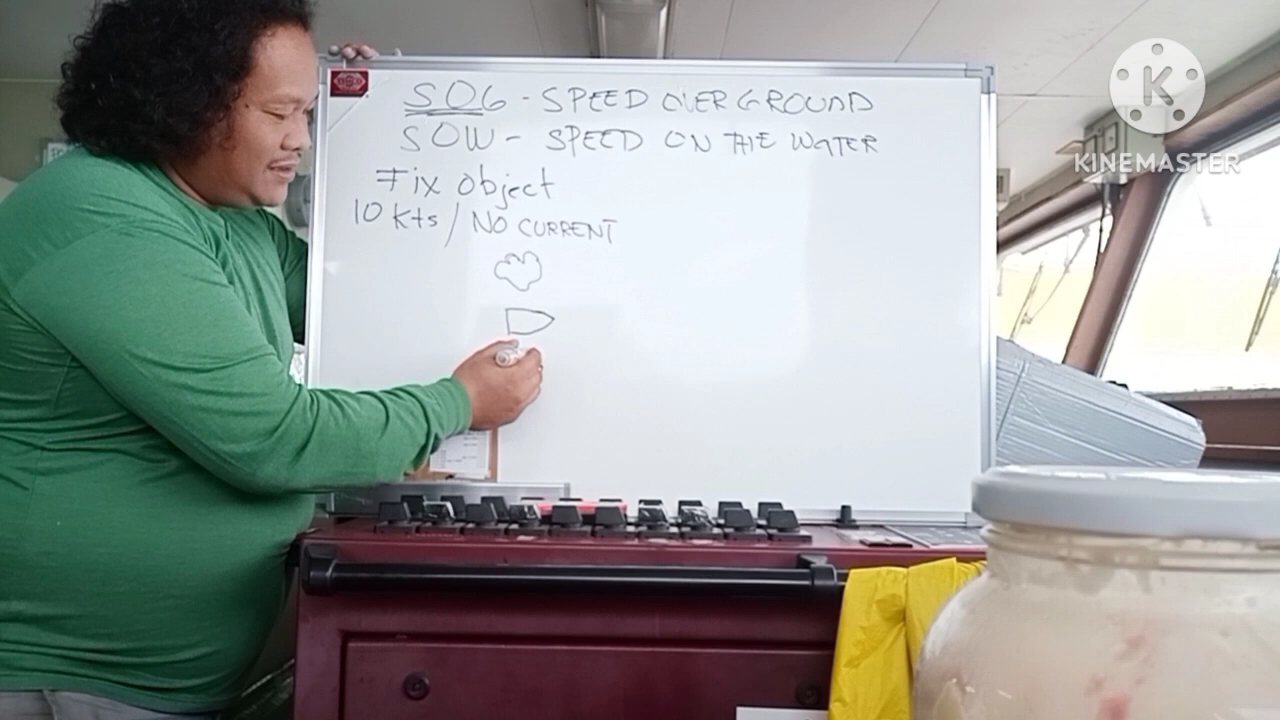 SOG - SPEED OVER GROUND
SOW - SPEED ON THE WATER
Fix Object
10 kts / NO CURRENT
K
KINEMASTER